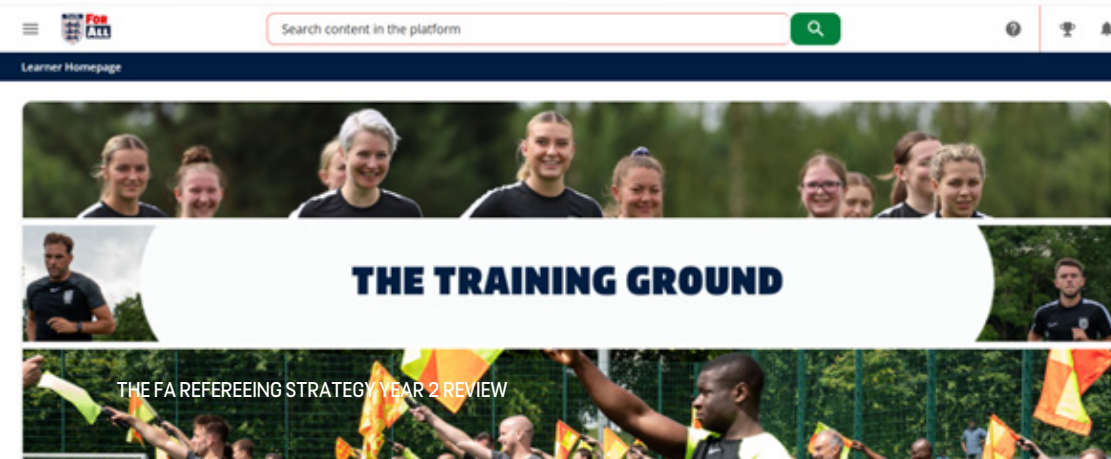 FOR
ALL
Search content in the platform
Learner Homepage
THE TRAINING GROUND
THE FA REFEREEING STRATEGY YEAR 2 REVIEW